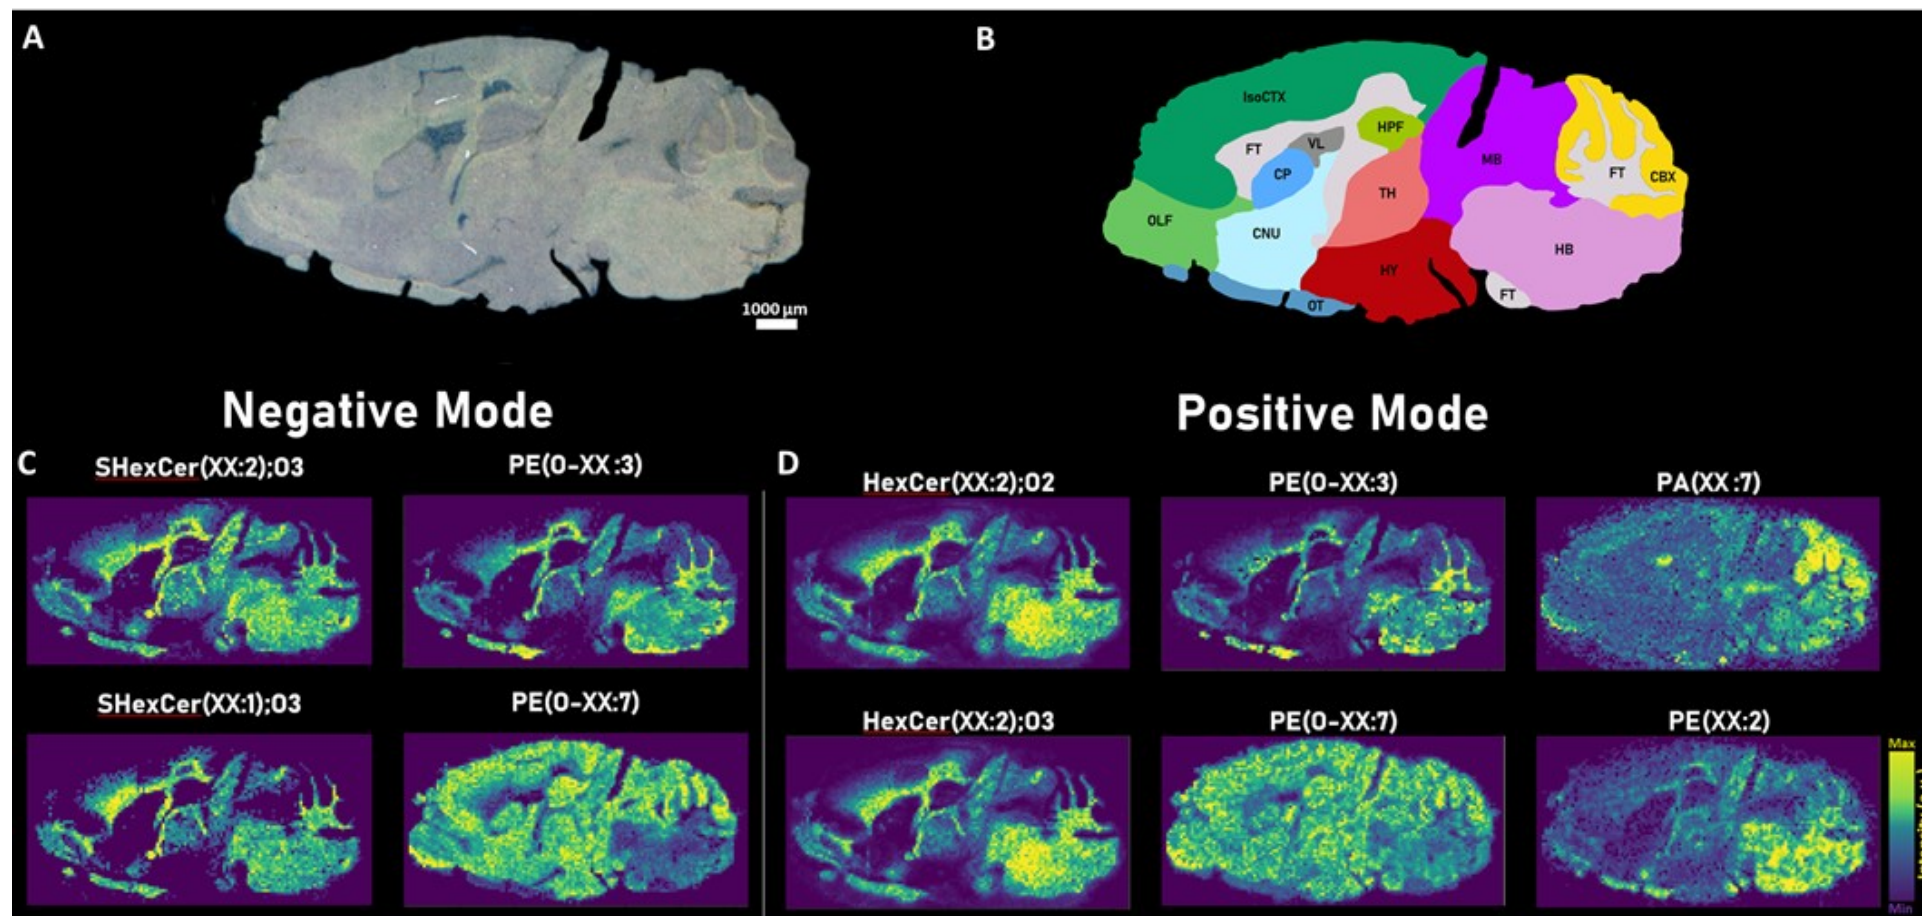 A
B
IsoCTX
HPF
FT
VL
MB
CP
FT
CBX
TH
OLF
CNU
HB
HY
FT
OT
1000 µm
Negative Mode
Positive Mode
C
SHexCer(XX:2);O3
PE(O-XX:3)
D
HexCer(XX:2);O2
PE(O-XX:3)
PA(XX:7)
SHexCer(XX:1);O3
PE(O-XX:7)
HexCer(XX:2);O3
PE(O-XX:7)
PE(XX:2)
Max
Min